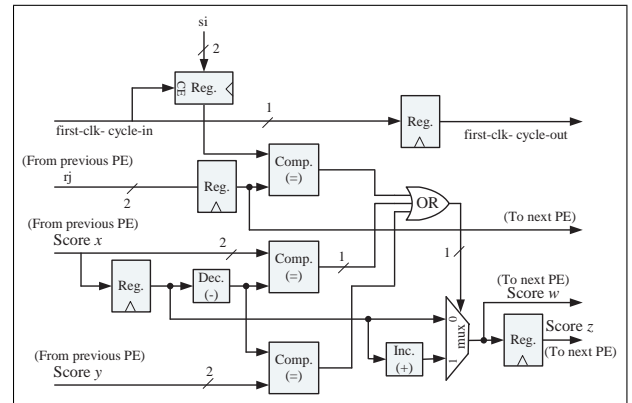 si
2
CE
Reg.
first-clk- cycle-in
1
Reg.
first-clk- cycle-out
(From previous PE)
rj
2
Reg.
Comp.
(=)
OR
(To next PE)
(From previous PE)
Score x
2
Comp.
(=)
1
1
Reg.
Dec.
(-)
(To next PE)
Score w
0
mux
1
Reg.
Score z
(To next PE)
Inc.
(+)
(From previous PE)
Score y
2
Comp.
(=)